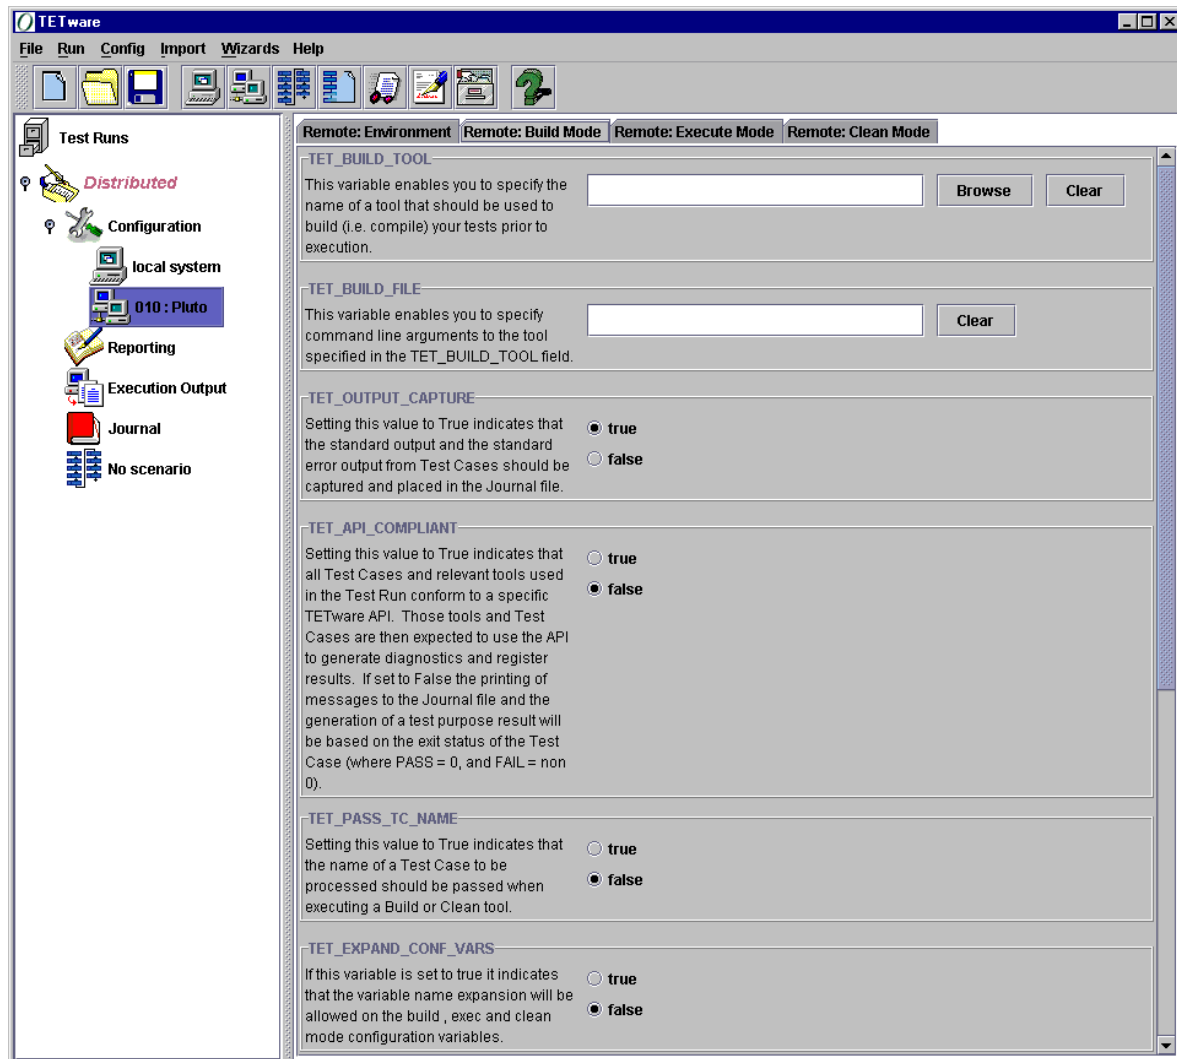 TETware
File Run Config Import Wizards Help
Test Runs
Distributed
Configuration
local system
010 : Pluto
Reporting
Execution Output
Journal
No scenario
Remote: Environment Remote: Build Mode Remote: Execute Mode Remote: Clean Mode
TET_BUILD_TOOL
This variable enables you to specify the
name of a tool that should be used to
build (i.e. compile) your tests prior to
execution.
Browse Clear
TET_BUILD_FILE
This variable enables you to specify
command line arguments to the tool
specified in the TET_BUILD_TOOL field.
Clear
TET_OUTPUT_CAPTURE
Setting this value to True indicates that
the standard output and the standard
error output from Test Cases should be
captured and placed in the Journal file.
true
false
TET_API_COMPLIANT
Setting this value to True indicates that
all Test Cases and relevant tools used
in the Test Run conform to a specific
TETware API. Those tools and Test
Cases are then expected to use the API
to generate diagnostics and register
results. If set to False the printing of
messages to the Journal file and the
generation of a test purpose result will
be based on the exit status of the Test
Case (where PASS = 0, and FAIL = non
0).
true
false
TET_PASS_TC_NAME
Setting this value to True indicates that
the name of a Test Case to be
processed should be passed when
executing a Build or Clean tool.
true
false
TET_EXPAND_CONF_VARS
If this variable is set to true it indicates
that the variable name expansion will be
allowed on the build , exec and clean
mode configuration variables.
true
false